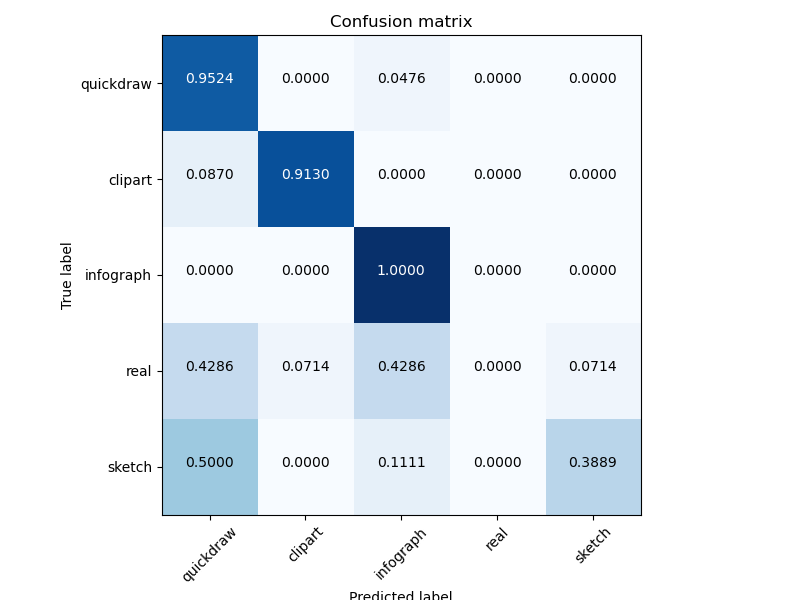 Confusion matrix
quickdraw 0.9524 0.0000 0.0476 0.0000 0.0000
clipart 0.0870 0.9130 0.0000 0.0000 0.0000
infograph 0.0000 0.0000 1.0000 0.0000 0.0000
real 0.4286 0.0714 0.4286 0.0000 0.0714
sketch 0.5000 0.0000 0.1111 0.0000 0.3889
True label
quickdraw clipart infograph real sketch
Predicted label